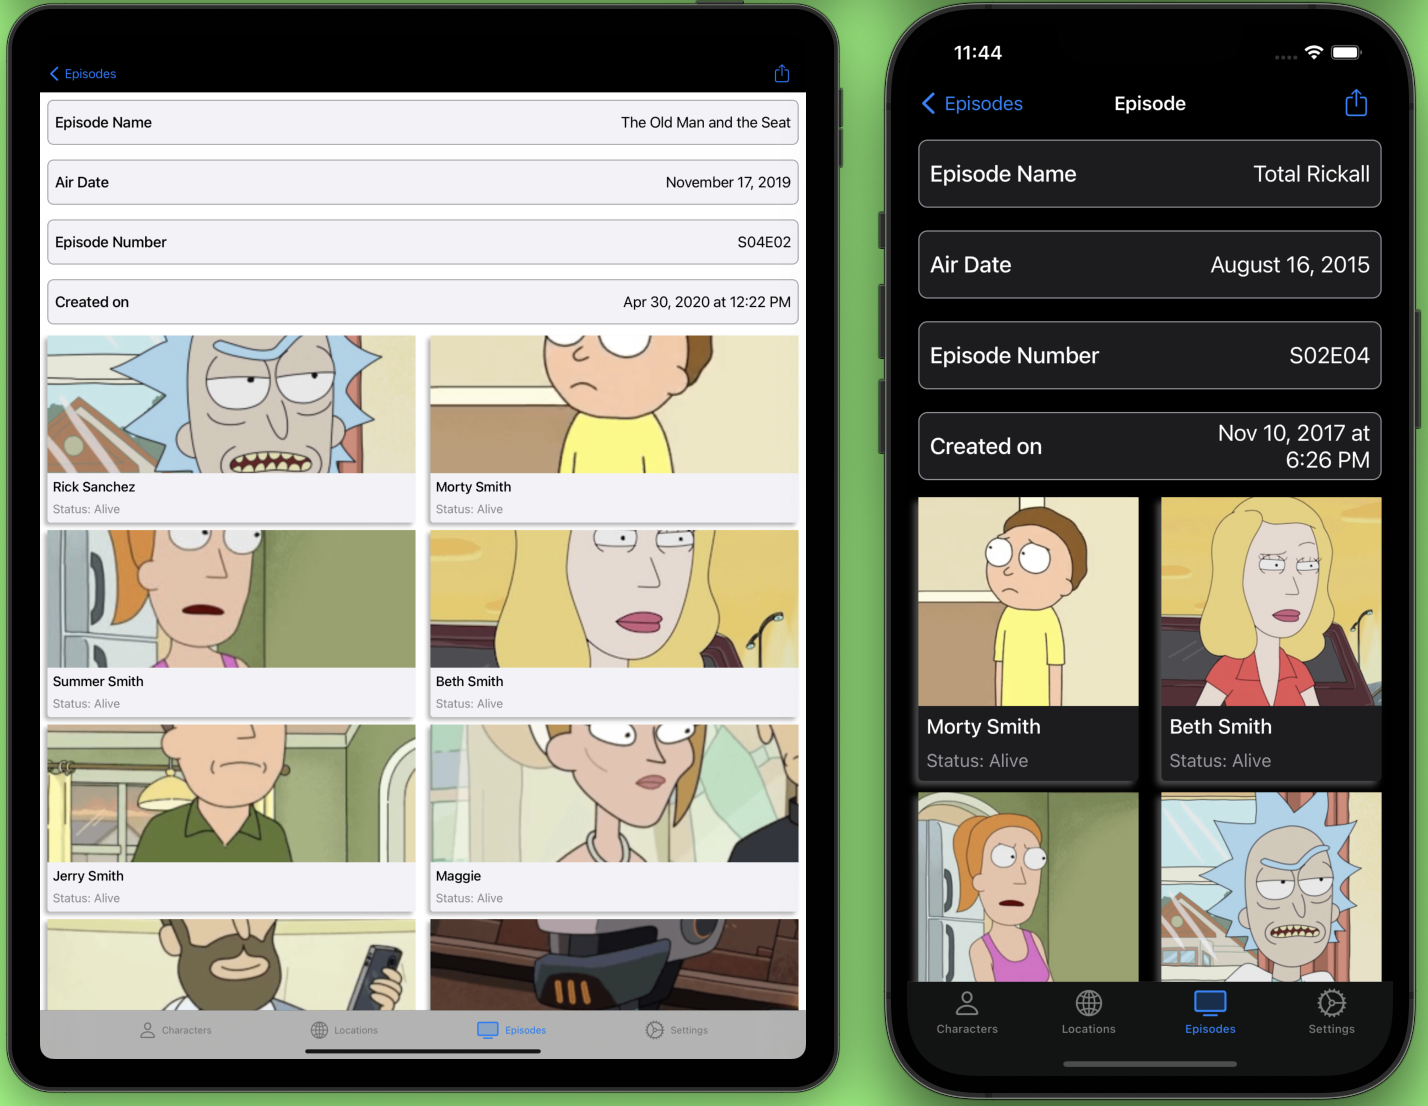 Episodes
Episode Name
The Old Man and the Seat
Air Date
November 17, 2019
Episode Number
S04E02
Created on
Apr 30, 2020 at 12:22 PM
Rick Sanchez
Status: Alive
Morty Smith
Status: Alive
Summer Smith
Status: Alive
Beth Smith
Status: Alive
Jerry Smith
Status: Alive
Maggie
Status: Alive
Characters
Locations
Episodes
Settings
11:44
Episodes
Episode
Episode Name
Total Rickall
Air Date
August 16, 2015
Episode Number
S02E04
Created on
Nov 10, 2017 at
6:26 PM
Morty Smith
Status: Alive
Beth Smith
Status: Alive
Characters
Locations
Episodes
Settings